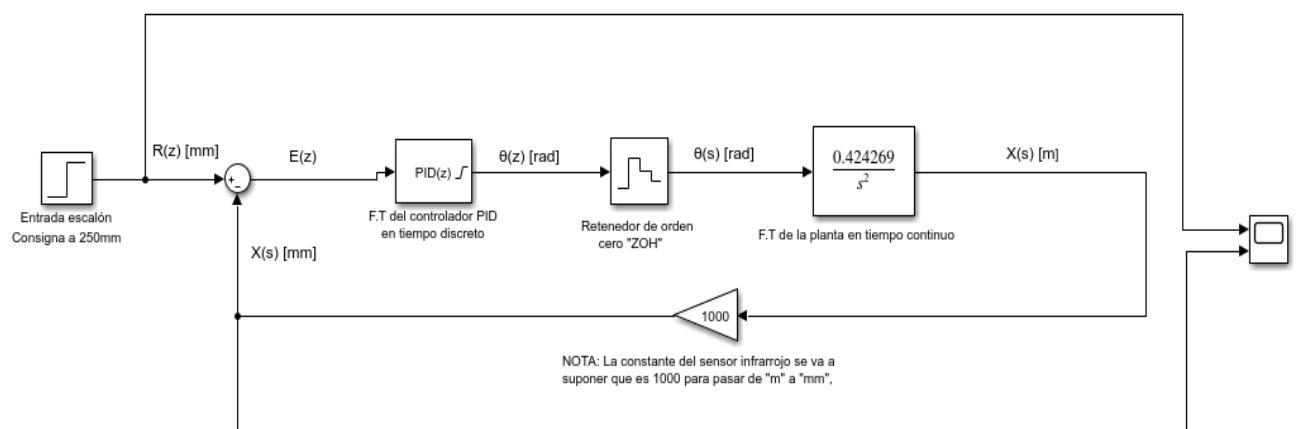 R(z) [mm]
E(z)
PID(z)
θ(z) [rad]
θ(s) [rad]
0.424269
s²
X(s) [m]
Entrada escalón
Consigna a 250mm
F.T del controlador PID
en tiempo discreto
Retenedor de orden
cero "ZOH"
F.T de la planta en tiempo continuo
X(s) [mm]
+
-
1000
NOTA: La constante del sensor infrarrojo se va a
suponer que es 1000 para pasar de "m" a "mm",